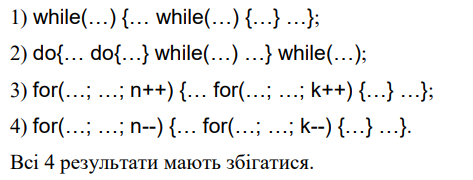 1) while(…) {… while(…) {…} …};
2) do{… do{…} while(…) …} while(…);
3) for(…; …; n++) {… for(…; …; k++) {…} …};
4) for(…; …; n--) {… for(…; …; k--) {…} …}.
Всі 4 результати мають збігатися.